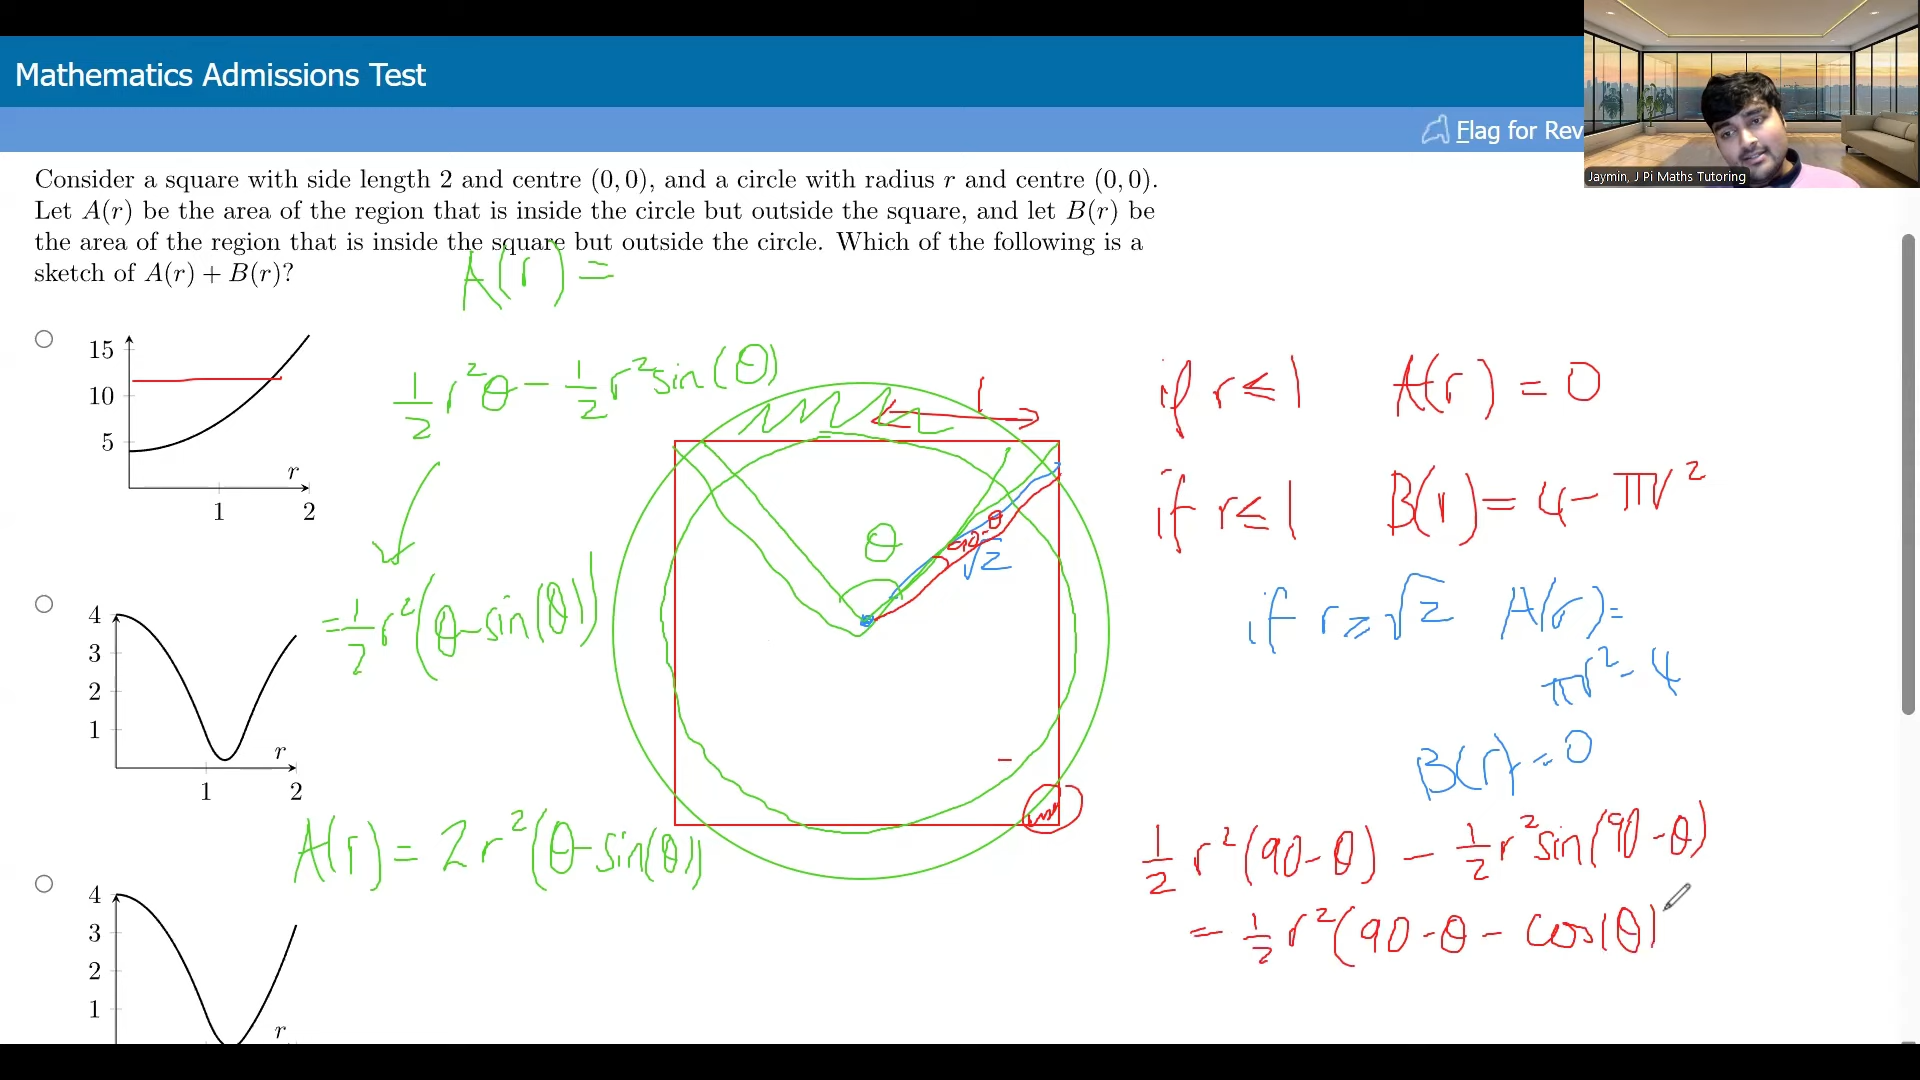 Mathematics Admissions Test
Flag for Rev
Jaymin, J Pi Maths Tutoring
Consider a square with side length 2 and centre (0, 0), and a circle with radius r and centre (0, 0).
Let A(r) be the area of the region that is inside the circle but outside the square, and let B(r) be
the area of the region that is inside the square but outside the circle. Which of the following is a
sketch of A(r) + B(r)?
A(r) =
15
10
5
r
1 2
½ r²θ − ½ r² sin(θ)
= ½ r²(θ − sin(θ))
4
3
2
1
r
1 2
A(r) = 2r²(θ − sin(θ))
4
3
2
1
r
1
θ
90-θ
√2
if r ≤ 1 A(r) = 0
if r ≤ 1 B(r) = 4 − πr²
if r ≥ √2 A(r) =
πr² − 4
B(r) = 0
½ r²(90 − θ) − ½ r² sin(90 − θ)
= ½ r²(90 − θ − cos(θ)